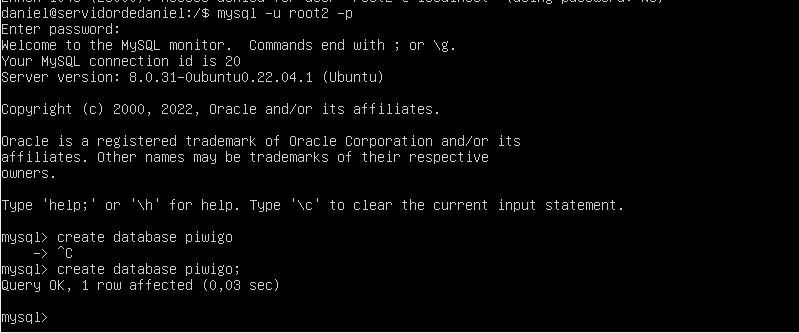 daniel@servidordedaniel:/$ mysql -u root2 -p
Enter password:
Welcome to the MySQL monitor.  Commands end with ; or \g.
Your MySQL connection id is 20
Server version: 8.0.31-0ubuntu0.22.04.1 (Ubuntu)

Copyright (c) 2000, 2022, Oracle and/or its affiliates.

Oracle is a registered trademark of Oracle Corporation and/or its
affiliates. Other names may be trademarks of their respective
owners.

Type 'help;' or '\h' for help. Type '\c' to clear the current input statement.

mysql> create database piwigo
    -> ^C
mysql> create database piwigo;
Query OK, 1 row affected (0,03 sec)

mysql>